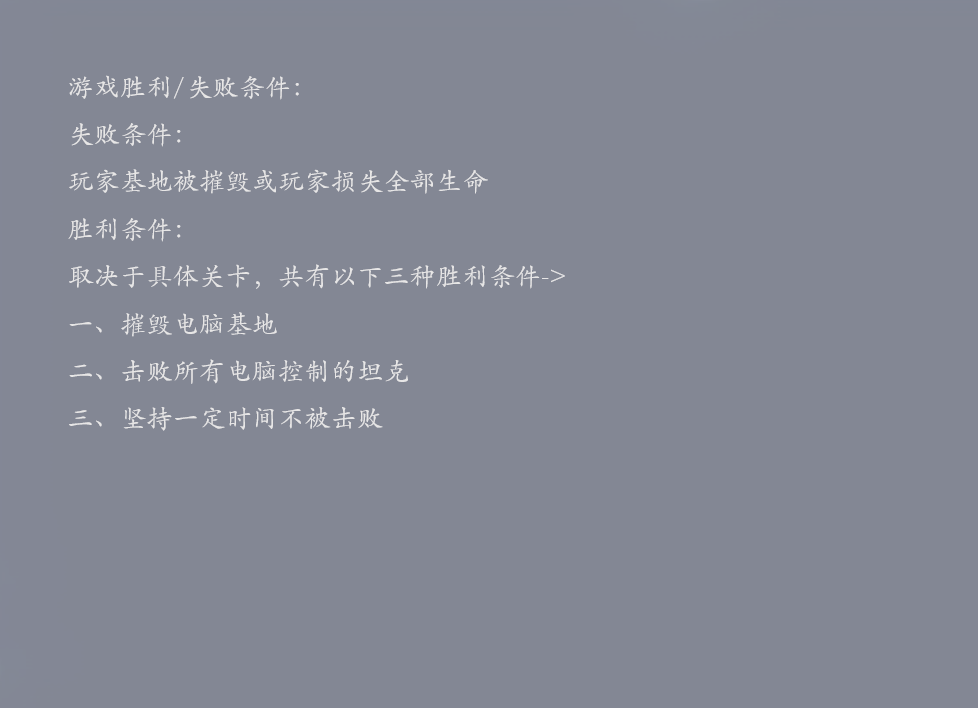 游戏胜利/失败条件：
失败条件：
玩家基地被摧毁或玩家损失全部生命
胜利条件：
取决于具体关卡，共有以下三种胜利条件->
一、摧毁电脑基地
二、击败所有电脑控制的坦克
三、坚持一定时间不被击败